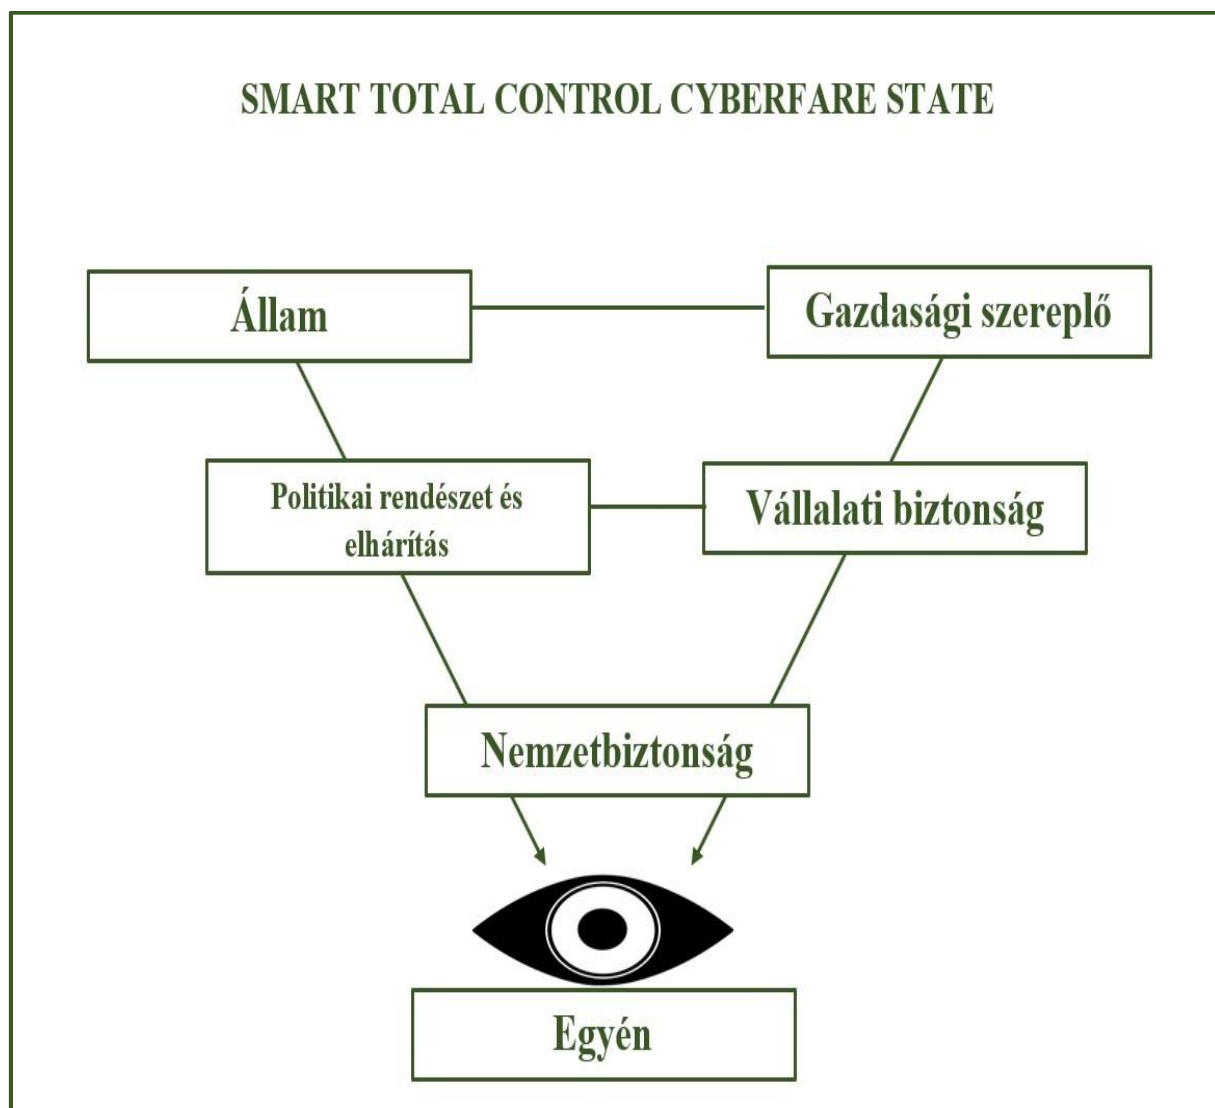 SMART TOTAL CONTROL CYBERFARE STATE
Állam
Gazdasági szereplő
Politikai rendészet és
elhárítás
Vállalati biztonság
Nemzetbiztonság
Egyén